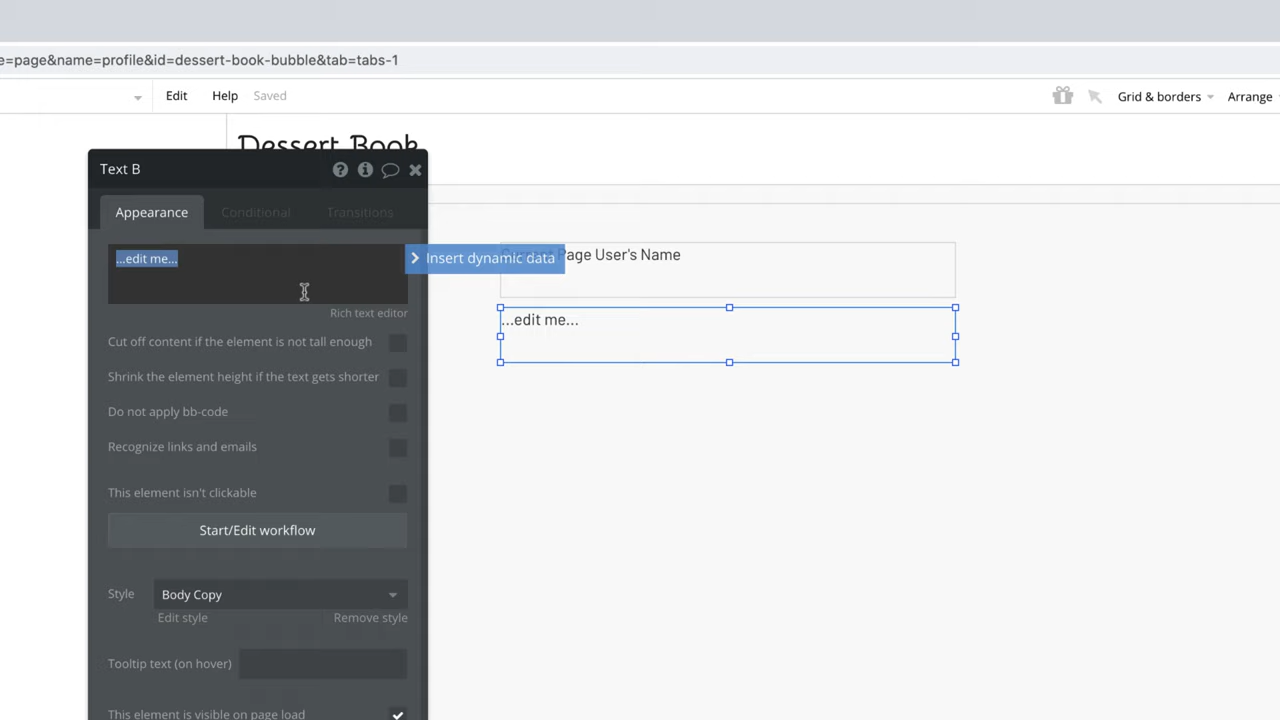 e=page&name=profile&id=dessert-book-bubble&tab=tabs-1
Edit Help Saved Grid & borders Arrange
Dessert Book
Text B
Appearance Conditional Transitions
...edit me...
Insert dynamic data
Page User's Name
Rich text editor
...edit me...
Cut off content if the element is not tall enough
Shrink the element height if the text gets shorter
Do not apply bb-code
Recognize links and emails
This element isn't clickable
Start/Edit workflow
Style Body Copy
Edit style Remove style
Tooltip text (on hover)
This element is visible on page load